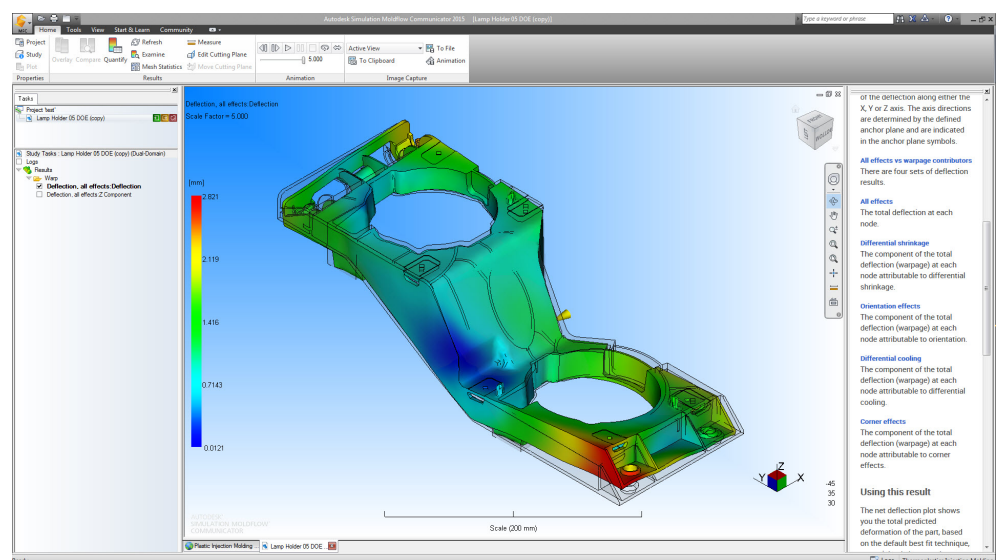 Autodesk Simulation Moldflow Communicator 2015 [Lamp Holder 05 DOE (copy)]
Type a keyword or phrase
Home Tools View Start & Learn Community
Project
Study
Plot
Properties
Overlay Compare Quantify
Refresh
Examine
Mesh Statistics
Measure
Edit Cutting Plane
Move Cutting Plane
Results
5.000
Animation
Active View
To Clipboard
To File
Animation
Image Capture
Tasks
Project 'test'
Lamp Holder 05 DOE (copy)
Study Tasks : Lamp Holder 05 DOE (copy) (Dual-Domain)
Logs
Results
Warp
Deflection, all effects:Deflection
Deflection, all effects:Z Component
Deflection, all effects:Deflection
Scale Factor = 5.000
[mm]
2.821
2.119
1.416
0.7143
0.0121
AUTODESK
SIMULATION MOLDFLOW
COMMUNICATOR
Scale (200 mm)
Z
Y X
-45
35
30
Plastic Injection Molding ...
Lamp Holder 05 DOE ...
of the deflection along either the
X, Y or Z axis. The axis directions
are determined by the defined
anchor plane and are indicated
in the anchor plane symbols.
All effects vs warpage contributors
There are four sets of deflection
results.
All effects
The total deflection at each
node.
Differential shrinkage
The component of the total
deflection (warpage) at each
node attributable to differential
shrinkage.
Orientation effects
The component of the total
deflection (warpage) at each
node attributable to orientation.
Differential cooling
The component of the total
deflection (warpage) at each
node attributable to differential
cooling.
Corner effects
The component of the total
deflection (warpage) at each
node attributable to corner
effects.
Using this result
The net deflection plot shows
you the total predicted
deformation of the part, based
on the default best fit technique,